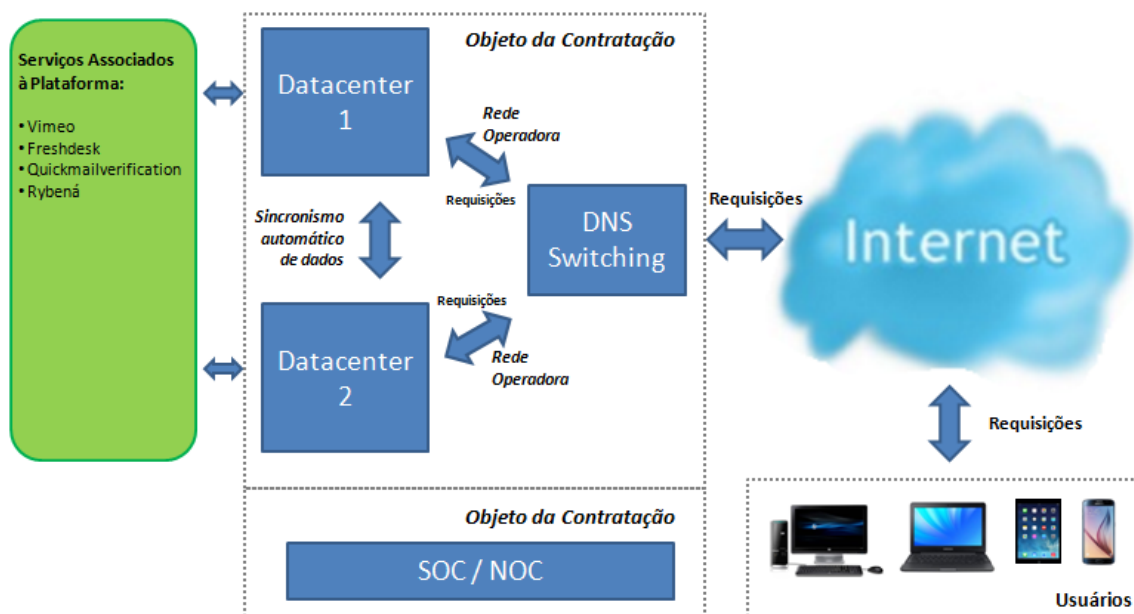 Serviços Associados
à Plataforma:
• Vimeo
• Freshdesk
• Quickmailverification
• Rybená
Objeto da Contratação
Datacenter
1
Rede
Operadora
Requisições
Sincronismo
automático
de dados
DNS
Switching
Requisições
Internet
Requisições
Datacenter
2
Rede
Operadora
Requisições
Objeto da Contratação
SOC / NOC
Usuários